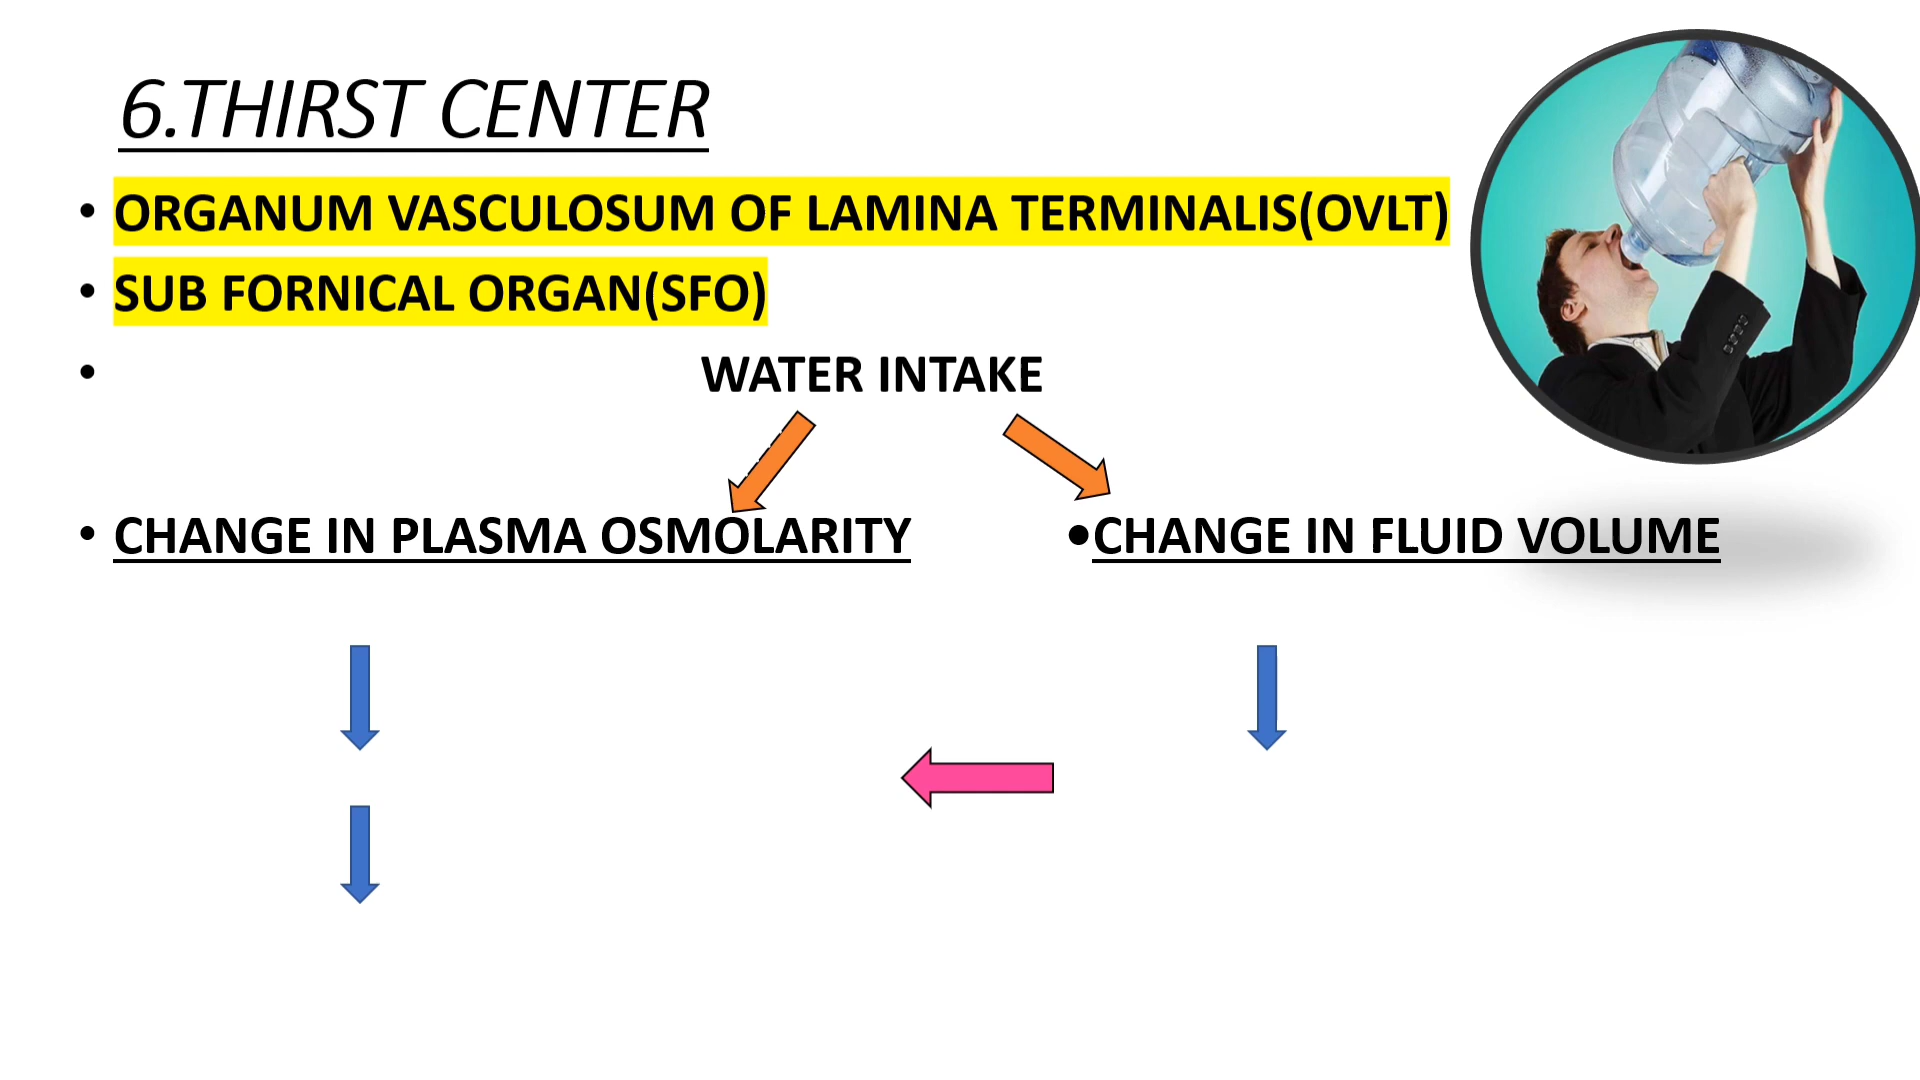 6.THIRST CENTER
• ORGANUM VASCULOSUM OF LAMINA TERMINALIS(OVLT)
• SUB FORNICAL ORGAN(SFO)
• WATER INTAKE
• CHANGE IN PLASMA OSMOLARITY •CHANGE IN FLUID VOLUME